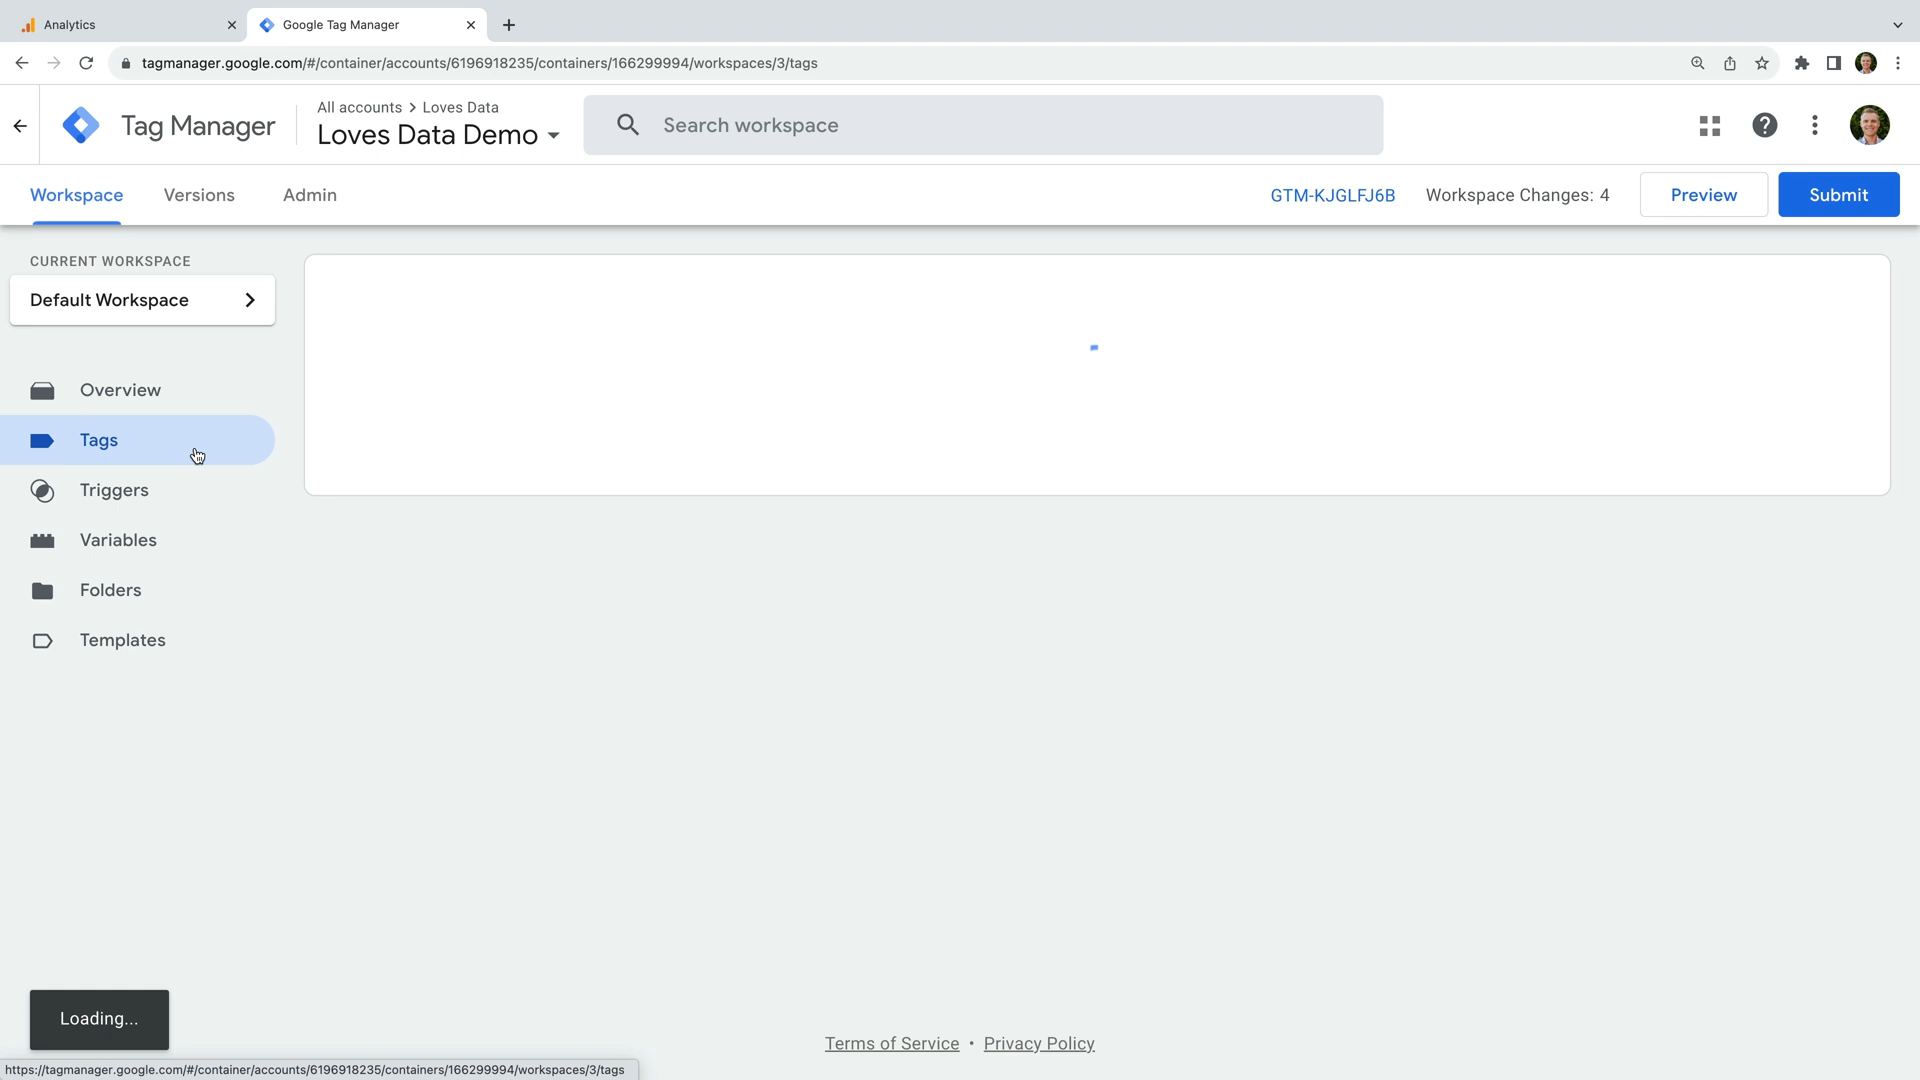 Analytics
Google Tag Manager
tagmanager.google.com/#/container/accounts/6196918235/containers/166299994/workspaces/3/tags
Tag Manager
All accounts > Loves Data
Loves Data Demo
Search workspace
Workspace
Versions
Admin
GTM-KJGLFJ6B
Workspace Changes: 4
Preview
Submit
CURRENT WORKSPACE
Default Workspace
Overview
Tags
Triggers
Variables
Folders
Templates
Loading...
Terms of Service • Privacy Policy
https://tagmanager.google.com/#/container/accounts/6196918235/containers/166299994/workspaces/3/tags